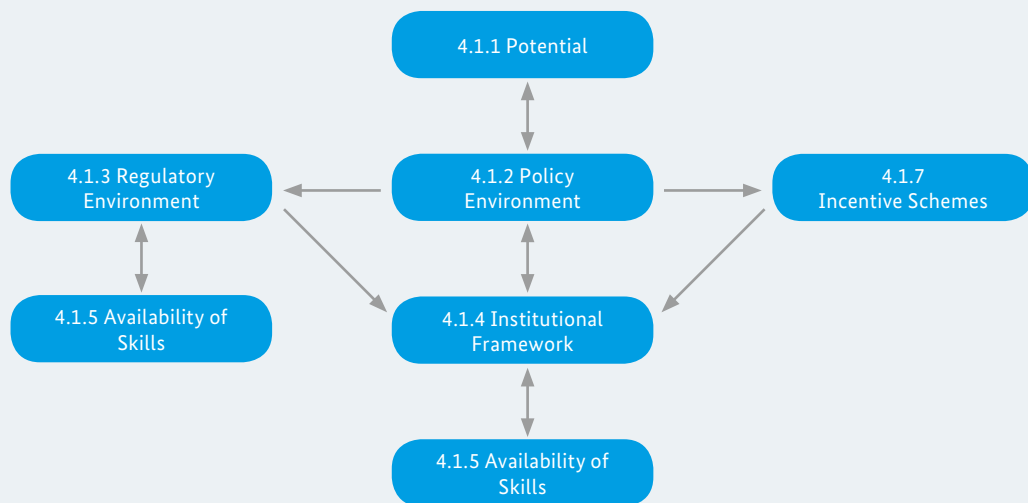 4.1.1 Potential
4.1.3 Regulatory
Environment
4.1.2 Policy
Environment
4.1.7
Incentive Schemes
4.1.5 Availability of
Skills
4.1.4 Institutional
Framework
4.1.5 Availability of
Skills